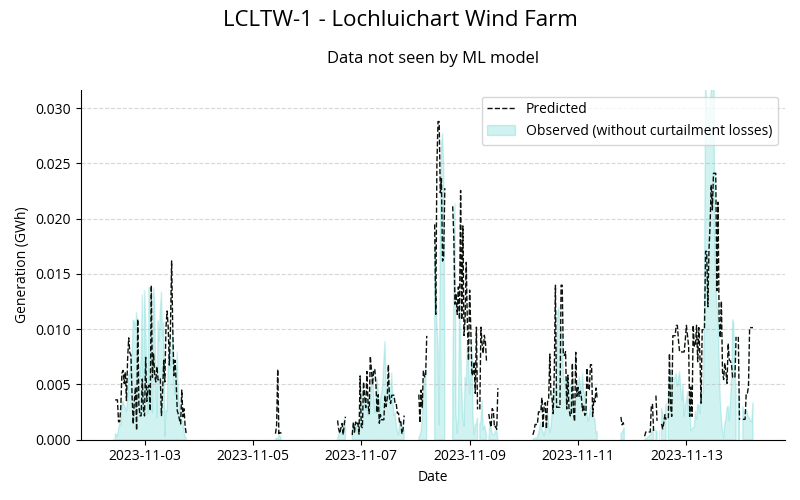 LCLTW-1 - Lochluichart Wind Farm
Data not seen by ML model
Predicted
Observed (without curtailment losses)
Generation (GWh)
0.030
0.025
0.020
0.015
0.010
0.005
0.000
2023-11-03 2023-11-05 2023-11-07 2023-11-09 2023-11-11 2023-11-13
Date